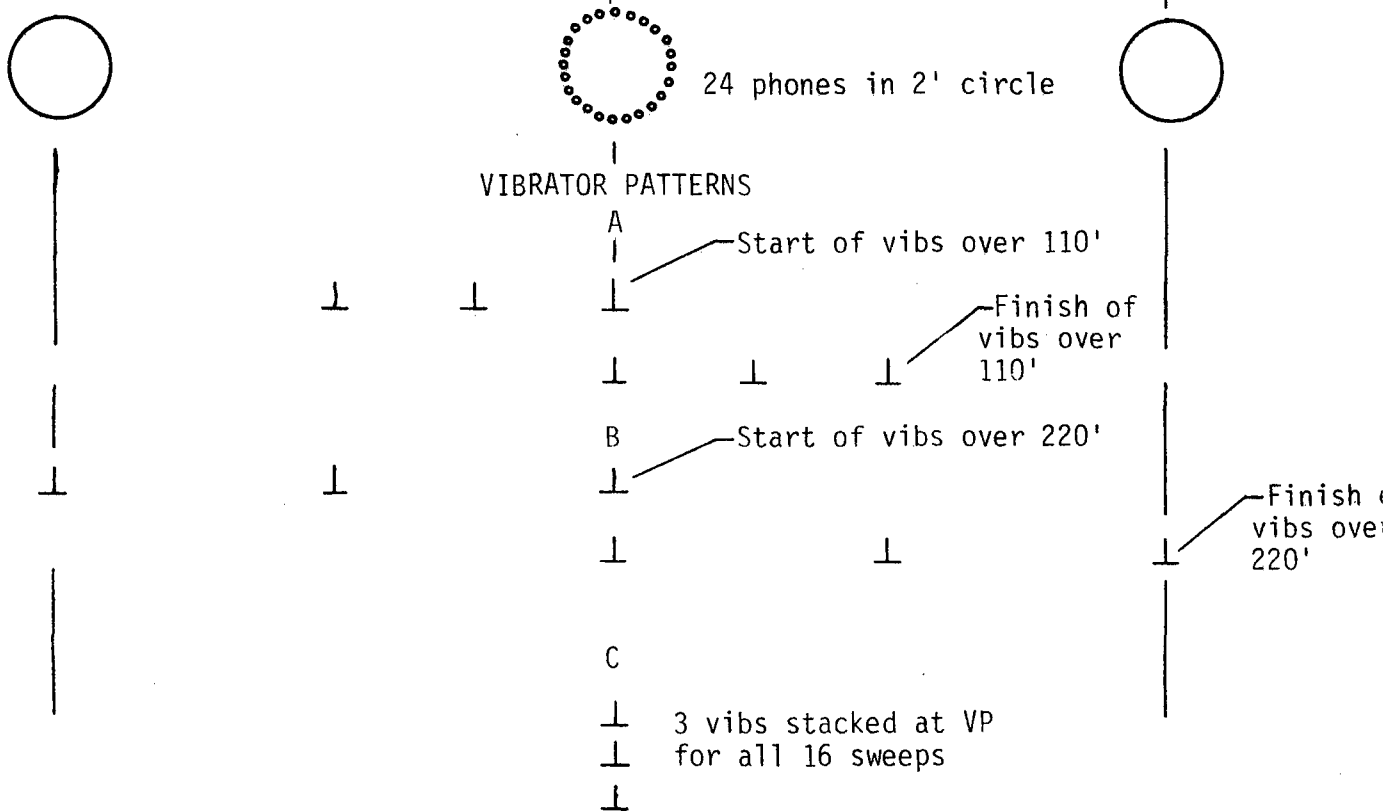 24 phones in 2' circle
VIBRATOR PATTERNS
A
Start of vibs over 110'
Finish of
vibs over
110'
B
Start of vibs over 220'
Finish
vibs
220'
C
3 vibs stacked at VP
for all 16 sweeps